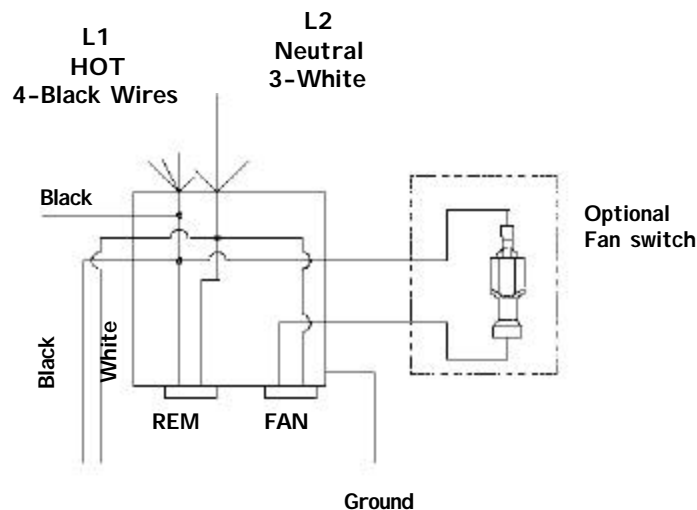 L1
HOT
4-Black Wires
L2
Neutral
3-White
Black
Optional
Fan switch
Black
White
REM
FAN
Ground